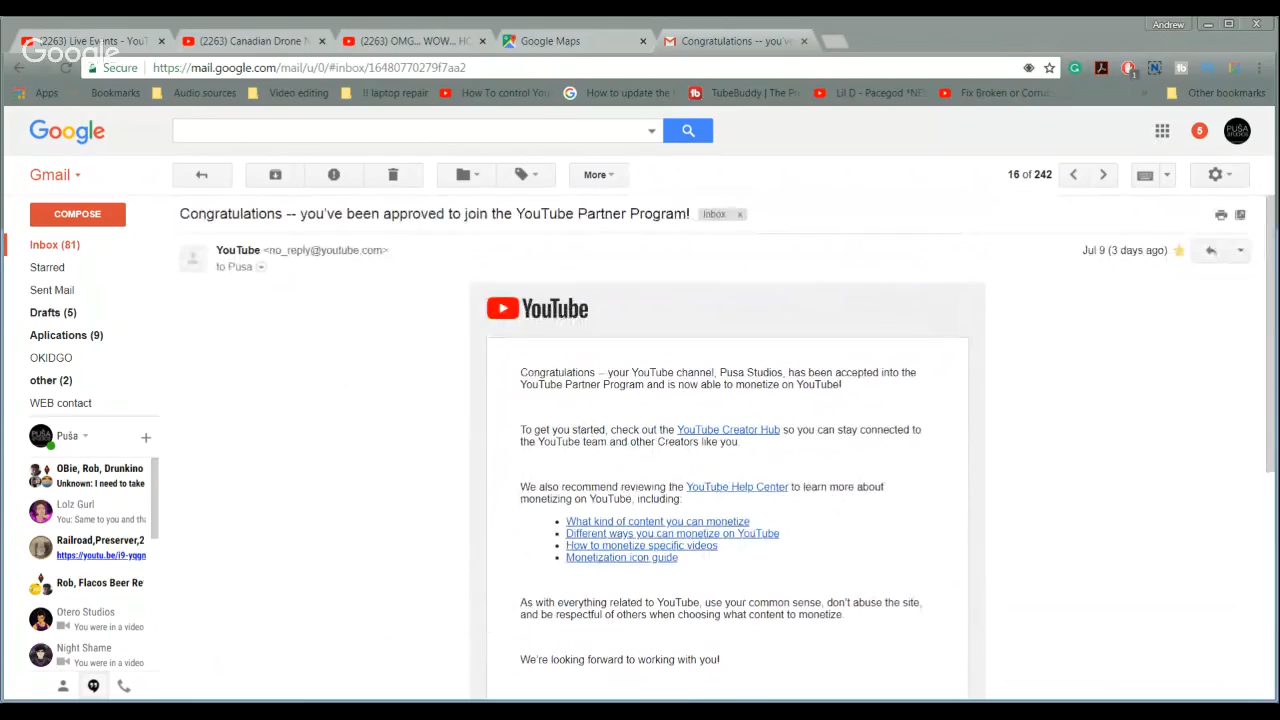 Andrew
(2263) Live Events - YouT
(2263) Canadian Drone
(2263) OMG... WOW...
Google Maps
Congratulations -- you've
Google
Secure
https://mail.google.com/mail/u/0/#inbox/16480770279f7aa2
Apps
Bookmarks
Audio sources
Video editing
!! laptop repair
How To control You
How to update the
TubeBuddy | The Pr
Lil D - Pacegod *NE
Fix Broken or Corru
Other bookmarks
Google
5
PUŠA
STUDIOS
Gmail
More
16 of 242
COMPOSE
Congratulations -- you've been approved to join the YouTube Partner Program!
Inbox x
Inbox (81)
Starred
Sent Mail
Drafts (5)
Aplications (9)
OKIDGO
other (2)
WEB contact
YouTube <no_reply@youtube.com>
to Pusa
Jul 9 (3 days ago)
YouTube
Congratulations -- your YouTube channel, Pusa Studios, has been accepted into the
YouTube Partner Program and is now able to monetize on YouTube!
To get you started, check out the YouTube Creator Hub so you can stay connected to
the YouTube team and other Creators like you.
We also recommend reviewing the YouTube Help Center to learn more about
monetizing on YouTube, including:
• What kind of content you can monetize
• Different ways you can monetize on YouTube
• How to monetize specific videos
• Monetization icon guide
As with everything related to YouTube, use your common sense, don't abuse the site,
and be respectful of others when choosing what content to monetize.
We're looking forward to working with you!
Puša
OBie, Rob, Drunkino
Unknown: I need to take
Lolz Gurl
You: Same to you and tha
Railroad,Preserver,2
https://youtu.be/i9-yqgn
Rob, Flacos Beer Re
Otero Studios
You were in a video
Night Shame
You were in a video